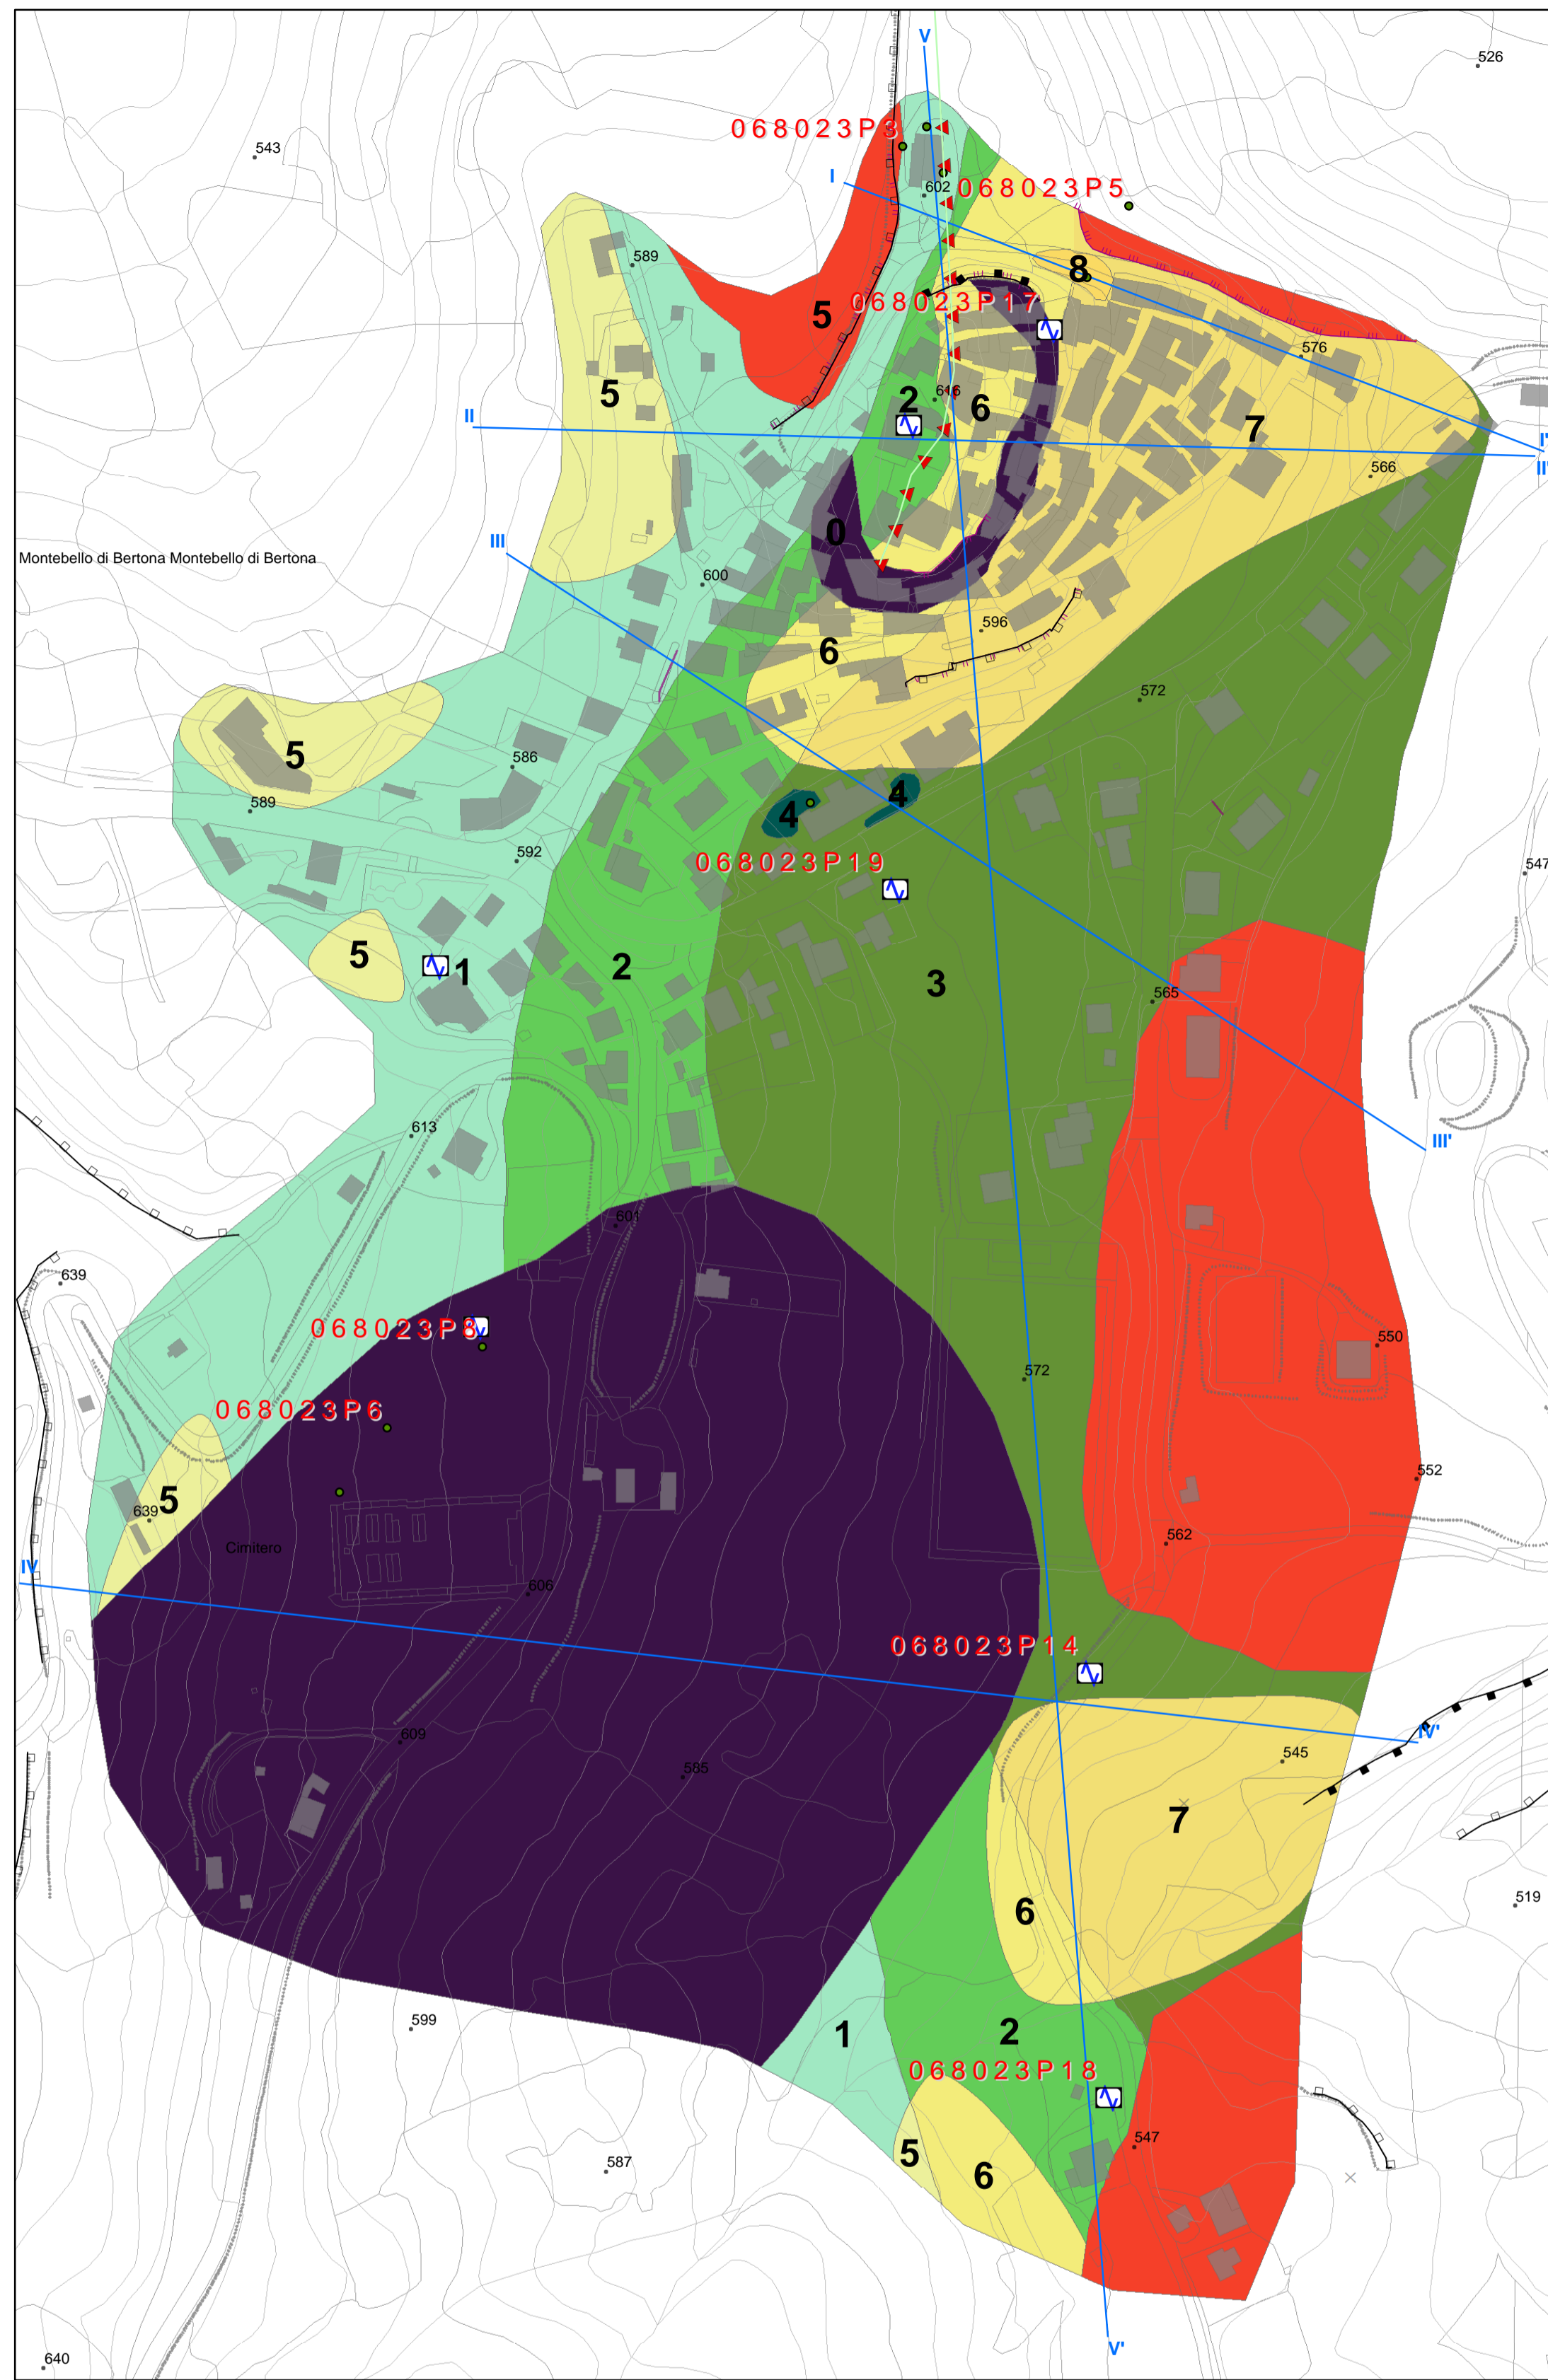 V
526
068023P3
543
I
602
068023P5
589
8
5
068023P17
576
5
2
616
6
7
II
I'
II'
566
0
III
Montebello di Bertona Montebello di Bertona
600
596
6
572
5
586
589
4
4
592
068023P19
547
5
1
2
3
565
613
III'
601
639
068023P8
550
572
068023P6
552
5
639
562
Cimitero
IV
606
068023P14
609
IV'
545
585
7
6
519
599
1
2
068023P18
547
5
587
6
V'
640